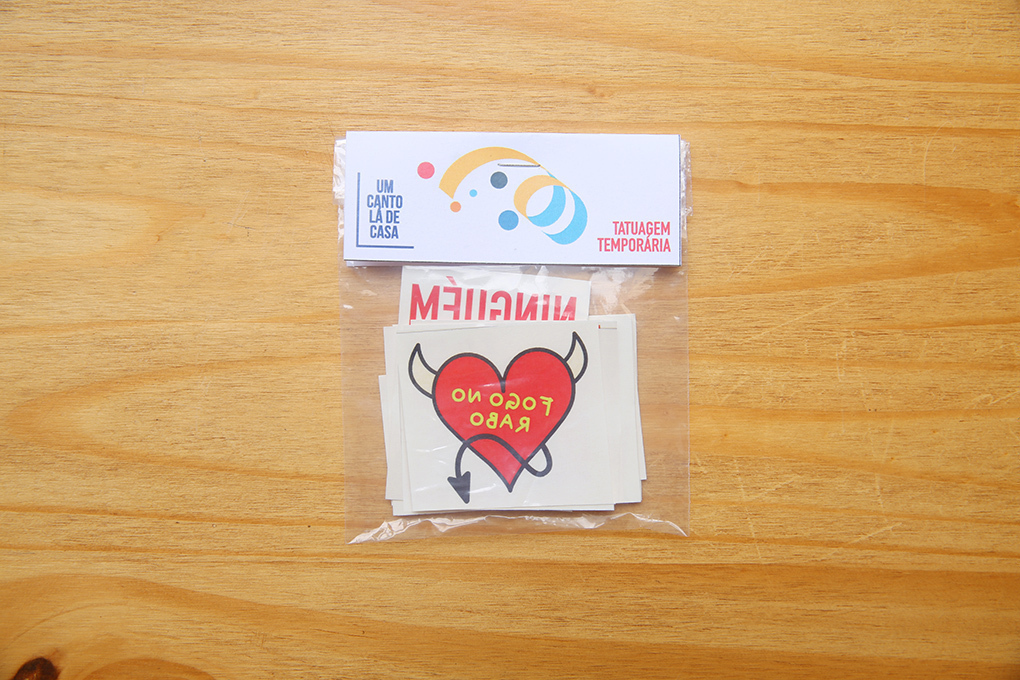 UM
CANTO
LÁ DE
CASA
TATUAGEM
TEMPORÁRIA
NINGUÉM
FOGO NO
RABO